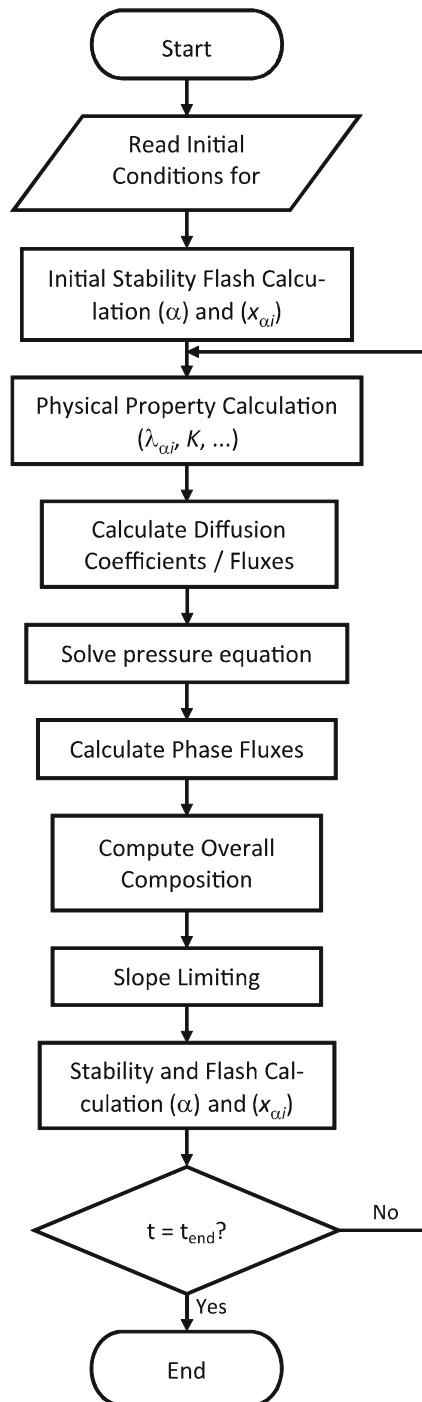 Start
Read Initial
Conditions for
Initial Stability Flash Calcu-
lation (α) and (xαi)
Physical Property Calculation
(λαi, K, ...)
Calculate Diffusion
Coefficients / Fluxes
Solve pressure equation
Calculate Phase Fluxes
Compute Overall
Composition
Slope Limiting
Stability and Flash Cal-
culation (α) and (xαi)
t = tend?
No
Yes
End